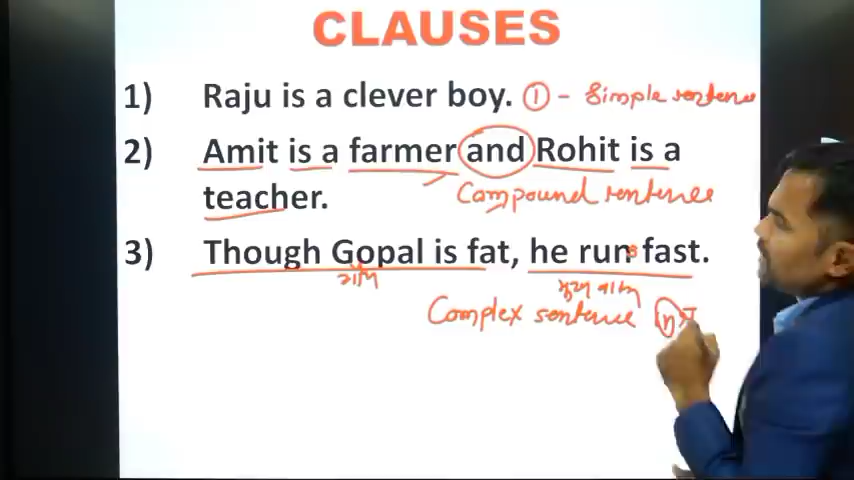 CLAUSES
1) Raju is a clever boy. ① - Simple sentence
2) Amit is a farmer and Rohit is a
teacher. Compound sentence
3) Though Gopal is fat, he runs fast.
मुख्य वाक्य
Complex sentence